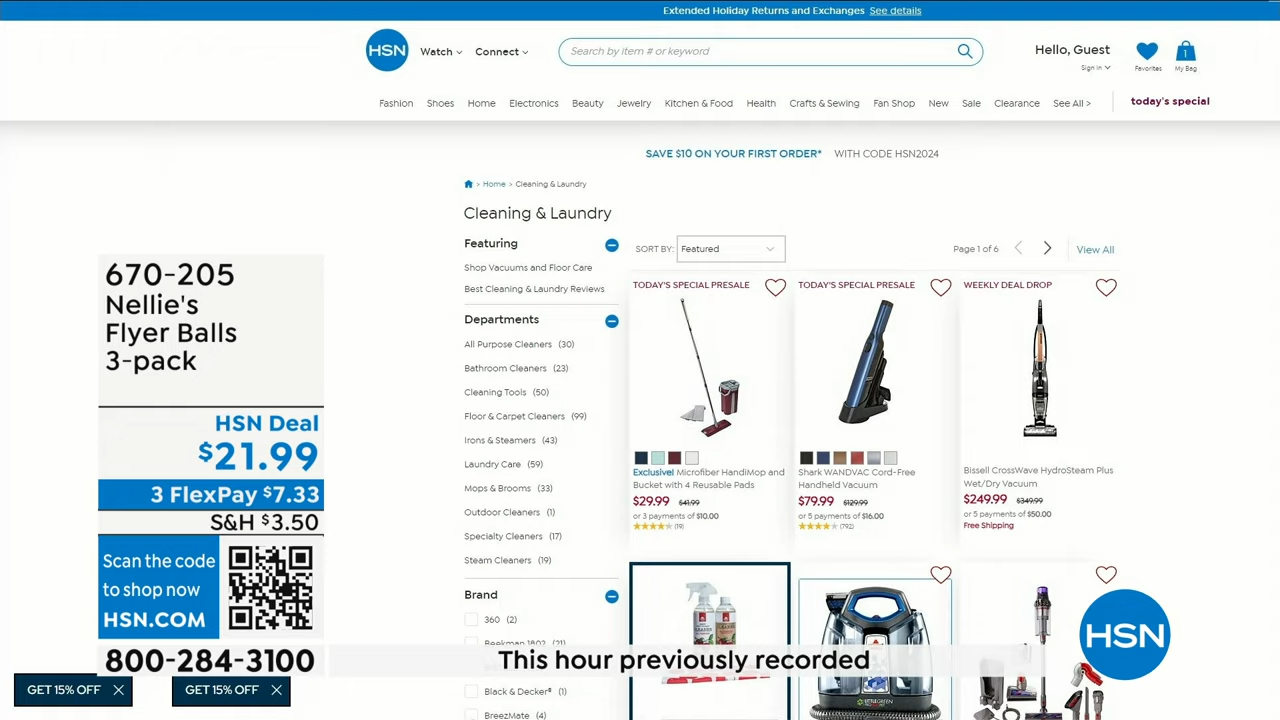 Extended Holiday Returns and Exchanges See details
HSN
Watch
Connect
Search by item # or keyword
Hello, Guest
Sign In
Favorites
1
My Bag
Fashion Shoes Home Electronics Beauty Jewelry Kitchen & Food Health Crafts & Sewing Fan Shop New Sale Clearance See All >
today's special
SAVE $10 ON YOUR FIRST ORDER* WITH CODE HSN2024
> Home > Cleaning & Laundry
Cleaning & Laundry
Featuring
Shop Vacuums and Floor Care
Best Cleaning & Laundry Reviews
Departments
All Purpose Cleaners (30)
Bathroom Cleaners (23)
Cleaning Tools (50)
Floor & Carpet Cleaners (99)
Irons & Steamers (43)
Laundry Care (59)
Mops & Brooms (33)
Outdoor Cleaners (1)
Specialty Cleaners (17)
Steam Cleaners (19)
Brand
360 (2)
Beekman 1802 (21)
Black & Decker® (1)
BreezMate (4)
SORT BY: Featured
Page 1 of 6
View All
TODAY'S SPECIAL PRESALE
Exclusive! Microfiber HandiMop and
Bucket with 4 Reusable Pads
$29.99 $41.99
or 3 payments of $10.00
(19)
TODAY'S SPECIAL PRESALE
Shark WANDVAC Cord-Free
Handheld Vacuum
$79.99 $129.99
or 5 payments of $16.00
(792)
WEEKLY DEAL DROP
Bissell CrossWave HydroSteam Plus
Wet/Dry Vacuum
$249.99 $349.99
or 5 payments of $50.00
Free Shipping
670-205
Nellie's
Flyer Balls
3-pack
HSN Deal
$21.99
3 FlexPay $7.33
S&H $3.50
Scan the code
to shop now
HSN.COM
800-284-3100
This hour previously recorded
HSN
GET 15% OFF
GET 15% OFF